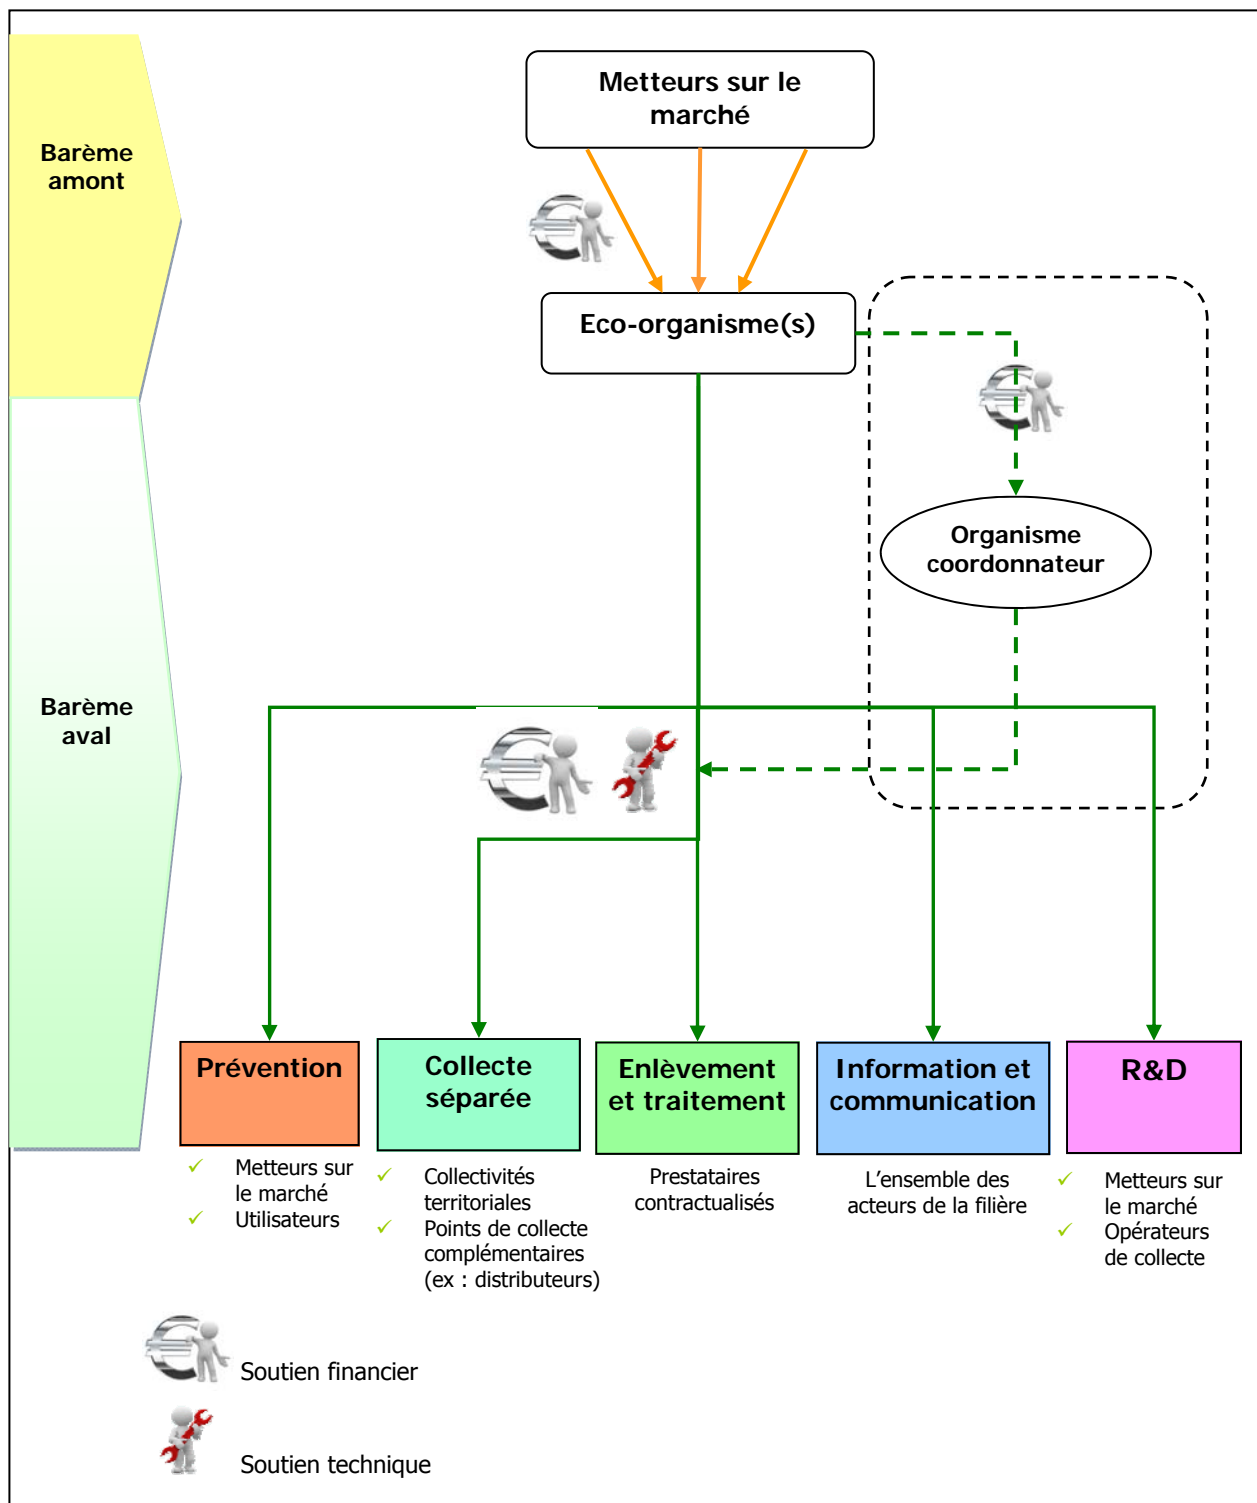 Metteurs sur le
marché
Barème
amont
Eco-organisme(s)
Organisme
coordonnateur
Barème
aval
Prévention
Collecte
séparée
Enlèvement
et traitement
Information et
communication
R&D
Metteurs sur
le marché
Utilisateurs
Collectivités
territoriales
Points de collecte
complémentaires
(ex : distributeurs)
Prestataires
contractualisés
L'ensemble des
acteurs de la filière
Metteurs sur
le marché
Opérateurs
de collecte
Soutien financier
Soutien technique